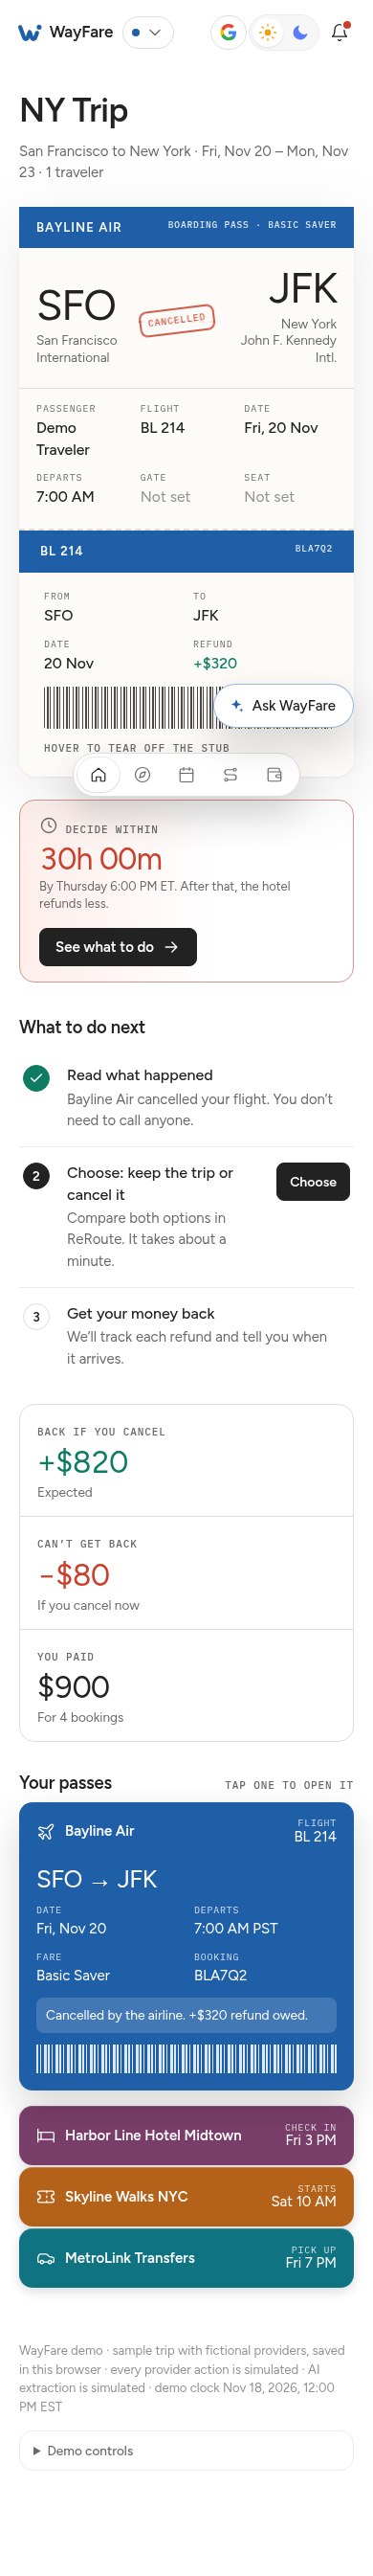 WayFare
NY Trip
San Francisco to New York · Fri, Nov 20 – Mon, Nov
23 · 1 traveler
BAYLINE AIR
BOARDING PASS · BASIC SAVER
SFO
San Francisco
International
CANCELLED
JFK
New York
John F. Kennedy
Intl.
PASSENGER
Demo
Traveler
FLIGHT
BL 214
DATE
Fri, 20 Nov
DEPARTS
7:00 AM
GATE
Not set
SEAT
Not set
BL 214
BLA7Q2
FROM
SFO
TO
JFK
DATE
20 Nov
REFUND
+$320
Ask WayFare
HOVER TO TEAR OFF THE STUB
DECIDE WITHIN
30h 00m
By Thursday 6:00 PM ET. After that, the hotel
refunds less.
See what to do →
What to do next
Read what happened
Bayline Air cancelled your flight. You don’t
need to call anyone.
2
Choose: keep the trip or
cancel it
Compare both options in
ReRoute. It takes about a
minute.
Choose
3
Get your money back
We’ll track each refund and tell you when
it arrives.
BACK IF YOU CANCEL
+$820
Expected
CAN’T GET BACK
−$80
If you cancel now
YOU PAID
$900
For 4 bookings
Your passes
TAP ONE TO OPEN IT
Bayline Air
FLIGHT
BL 214
SFO → JFK
DATE
Fri, Nov 20
DEPARTS
7:00 AM PST
FARE
Basic Saver
BOOKING
BLA7Q2
Cancelled by the airline. +$320 refund owed.
Harbor Line Hotel Midtown
CHECK IN
Fri 3 PM
Skyline Walks NYC
STARTS
Sat 10 AM
MetroLink Transfers
PICK UP
Fri 7 PM
WayFare demo · sample trip with fictional providers, saved
in this browser · every provider action is simulated · AI
extraction is simulated · demo clock Nov 18, 2026, 12:00
PM EST
Demo controls